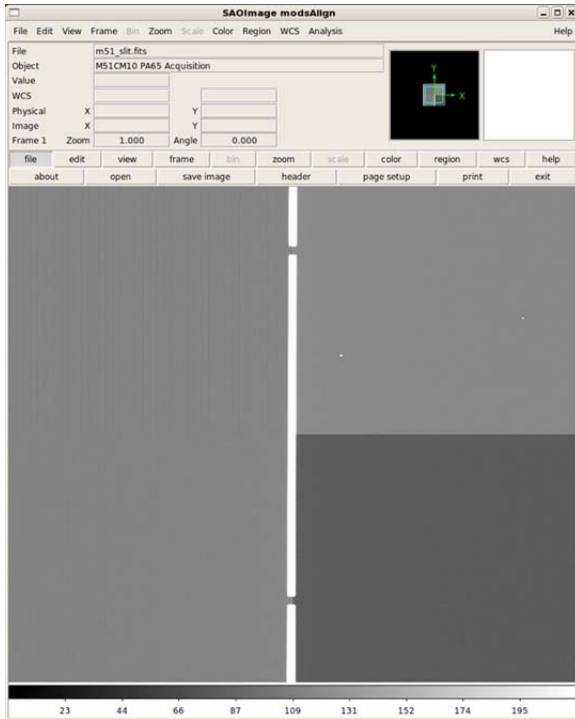 SAOImage modsAlign
File Edit View Frame Bin Zoom Scale Color Region WCS Analysis Help
File m51_slit.fits
Object M51CM10 PA65 Acquisition
Value
WCS
Physical X Y
Image X Y
Frame 1 Zoom 1.000 Angle 0.000
Y
X
file edit view frame bin zoom scale color region wcs help
about open save image header page setup print exit
23 44 66 87 109 131 152 174 195